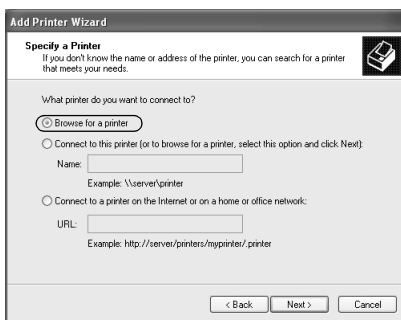 Add Printer Wizard
Specify a Printer
If you don't know the name or address of the printer, you can search for a printer
that meets your needs.
What printer do you want to connect to?
Browse for a printer
Connect to this printer (or to browse for a printer, select this option and click Next):
Name:
Example: \\server\printer
Connect to a printer on the Internet or on a home or office network:
URL:
Example: http://server/printers/myprinter/.printer
< Back Next > Cancel